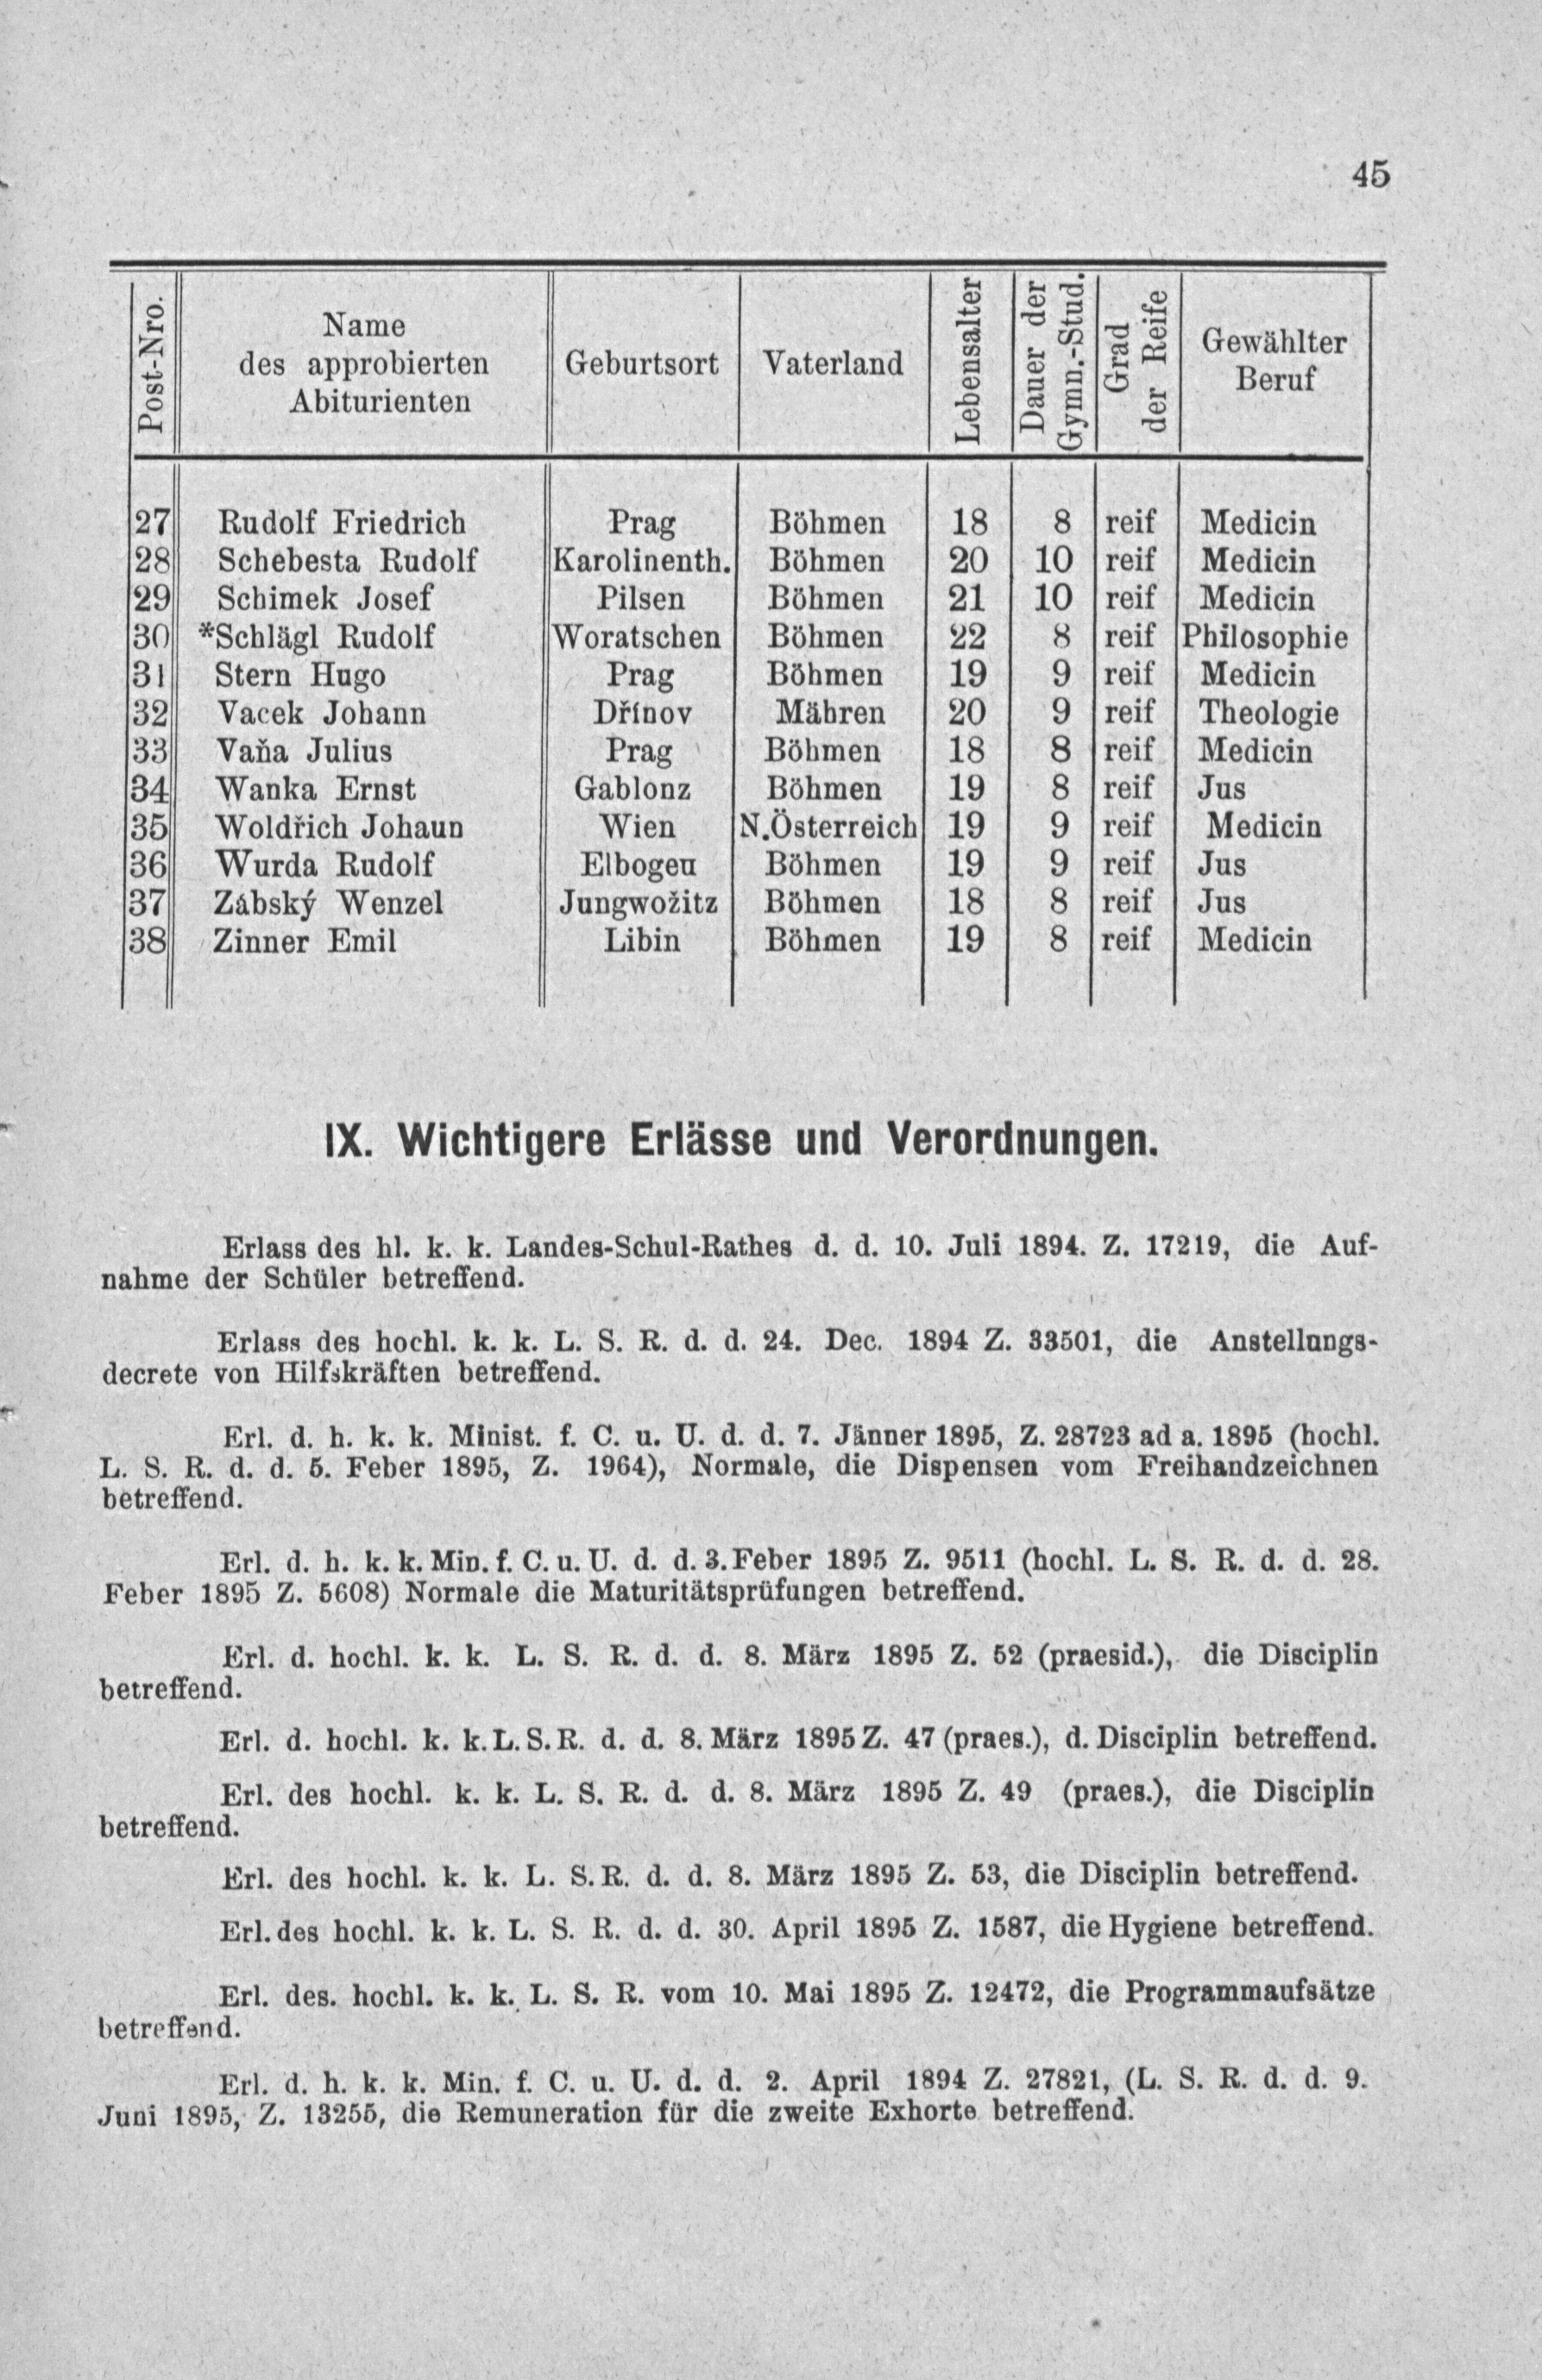 45
Post-Nro. Name des approbierten Abiturienten Geburtsort Vaterland Lebensalter Dauer der Gymn.-Stud. Grad der Reife Gewählter Beruf
27 Rudolf Friedrich Prag Böhmen 18 8 reif Medicin
28 Schebesta Rudolf Karolinenth. Böhmen 20 10 reif Medicin
29 Schimek Josef Pilsen Böhmen 21 10 reif Medicin
30 *Schlägl Rudolf Woratschen Böhmen 22 8 reif Philosophie
31 Stern Hugo Prag Böhmen 19 9 reif Medicin
32 Vacek Johann Dřínov Mähren 20 9 reif Theologie
33 Vaňa Julius Prag Böhmen 18 8 reif Medicin
34 Wanka Ernst Gablonz Böhmen 19 8 reif Jus
35 Woldřich Johaun Wien N.Österreich 19 9 reif Medicin
36 Wurda Rudolf Elbogen Böhmen 19 9 reif Jus
37 Zábský Wenzel Jungwožitz Böhmen 18 8 reif Jus
38 Zinner Emil Libin Böhmen 19 8 reif Medicin
IX. Wichtigere Erlässe und Verordnungen.
Erlass des hl. k. k. Landes-Schul-Rathes d. d. 10. Juli 1894. Z. 17219, die Auf-
nahme der Schüler betreffend.
Erlass des hochl. k. k. L. S. R. d. d. 24. Dec. 1894 Z. 33501, die Anstellungs-
decrete von Hilfskräften betreffend.
Erl. d. h. k. k. Minist. f. C. u. U. d. d. 7. Jänner 1895, Z. 28723 ad a. 1895 (hochl.
L. S. R. d. d. 5. Feber 1895, Z. 1964), Normale, die Dispensen vom Freihandzeichnen
betreffend.
Erl. d. h. k. k. Min. f. C. u. U. d. d. 3. Feber 1895 Z. 9511 (hochl. L. S. R. d. d. 28.
Feber 1895 Z. 5608) Normale die Maturitätsprüfungen betreffend.
Erl. d. hochl. k. k. L. S. R. d. d. 8. März 1895 Z. 52 (praesid.), die Disciplin
betreffend.
Erl. d. hochl. k. k. L. S. R. d. d. 8. März 1895 Z. 47 (praes.), d. Disciplin betreffend.
Erl. des hochl. k. k. L. S. R. d. d. 8. März 1895 Z. 49 (praes.), die Disciplin
betreffend.
Erl. des hochl. k. k. L. S. R. d. d. 8. März 1895 Z. 53, die Disciplin betreffend.
Erl. des hochl. k. k. L. S. R. d. d. 30. April 1895 Z. 1587, die Hygiene betreffend.
Erl. des. hochl. k. k. L. S. R. vom 10. Mai 1895 Z. 12472, die Programmaufsätze
betreffend.
Erl. d. h. k. k. Min. f. C. u. U. d. d. 2. April 1894 Z. 27821, (L. S. R. d. d. 9.
Juni 1895, Z. 13255, die Remuneration für die zweite Exhorte betreffend.